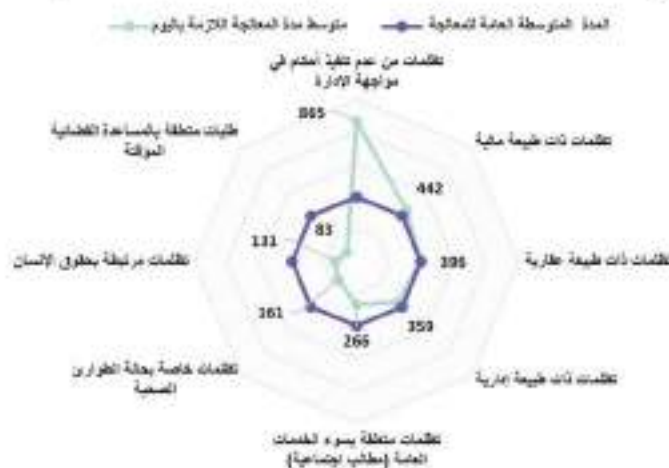 المدة المتوسطة العامة للمعالجة
متوسط مدة المعالجة اللازمة باليوم
تظلمات من عدم تنفيذ أحكام في
مواجهة الإدارة
865
طلبات متعلقة بالمساعدة القضائية
المؤقتة
تظلمات ذات طبيعة مالية
442
83
131
تظلمات مرتبطة بحقوق الإنسان
396
تظلمات ذات طبيعة عقارية
161
359
266
تظلمات خاصة بحالة الطوارئ
الصحية
تظلمات ذات طبيعة إدارية
تظلمات متعلقة بسوء الخدمات
العامة (مطالب اجتماعية)